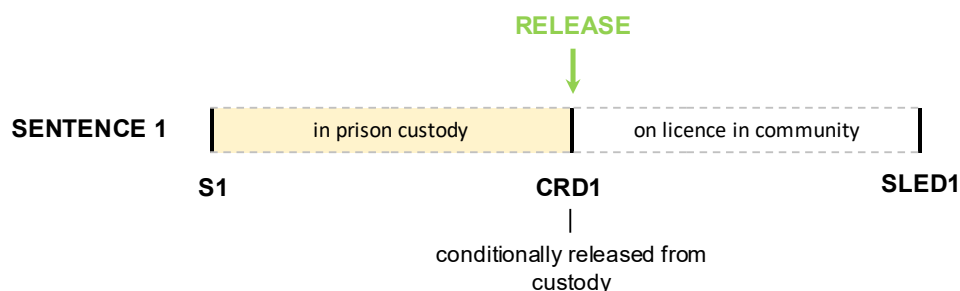 RELEASE
SENTENCE 1
in prison custody
on licence in community
S1
CRD1
SLED1
conditionally released from
custody